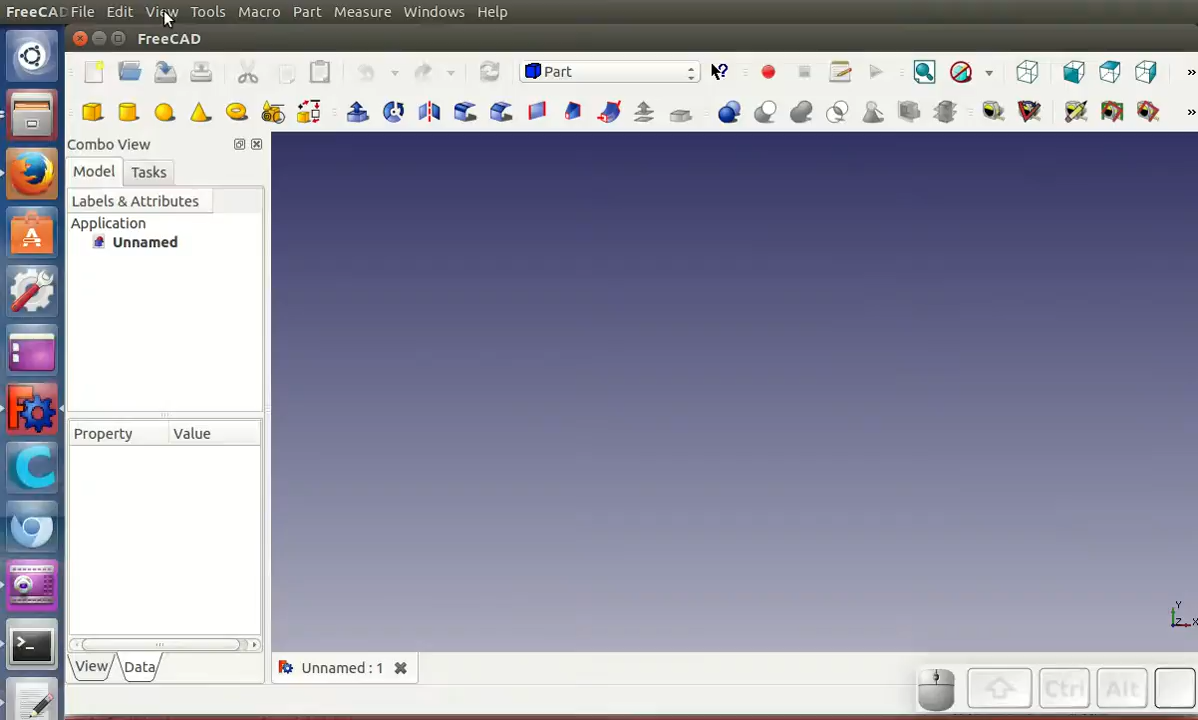 FreeCAD File Edit View Tools Macro Part Measure Windows Help
FreeCAD
Part
Combo View
Model Tasks
Labels & Attributes
Application
Unnamed
Property Value
View Data
Unnamed : 1
Ctrl Alt
Y
Z X